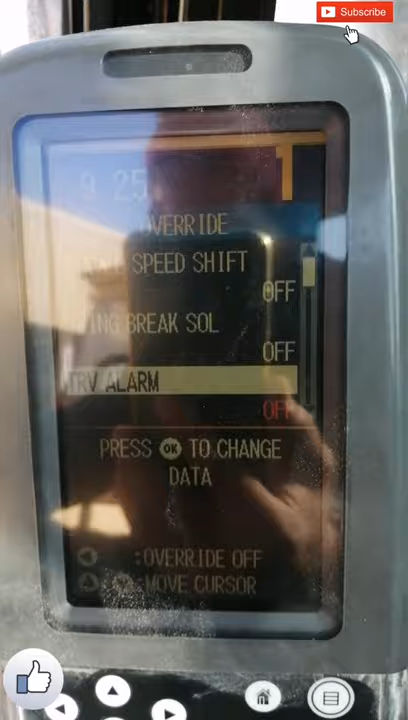 Subscribe
9 25
OVERRIDE
SPEED SHIFT
OFF
BREAK SOL
OFF
TRV ALARM
OFF
PRESS OK TO CHANGE
DATA
:OVERRIDE OFF
:MOVE CURSOR